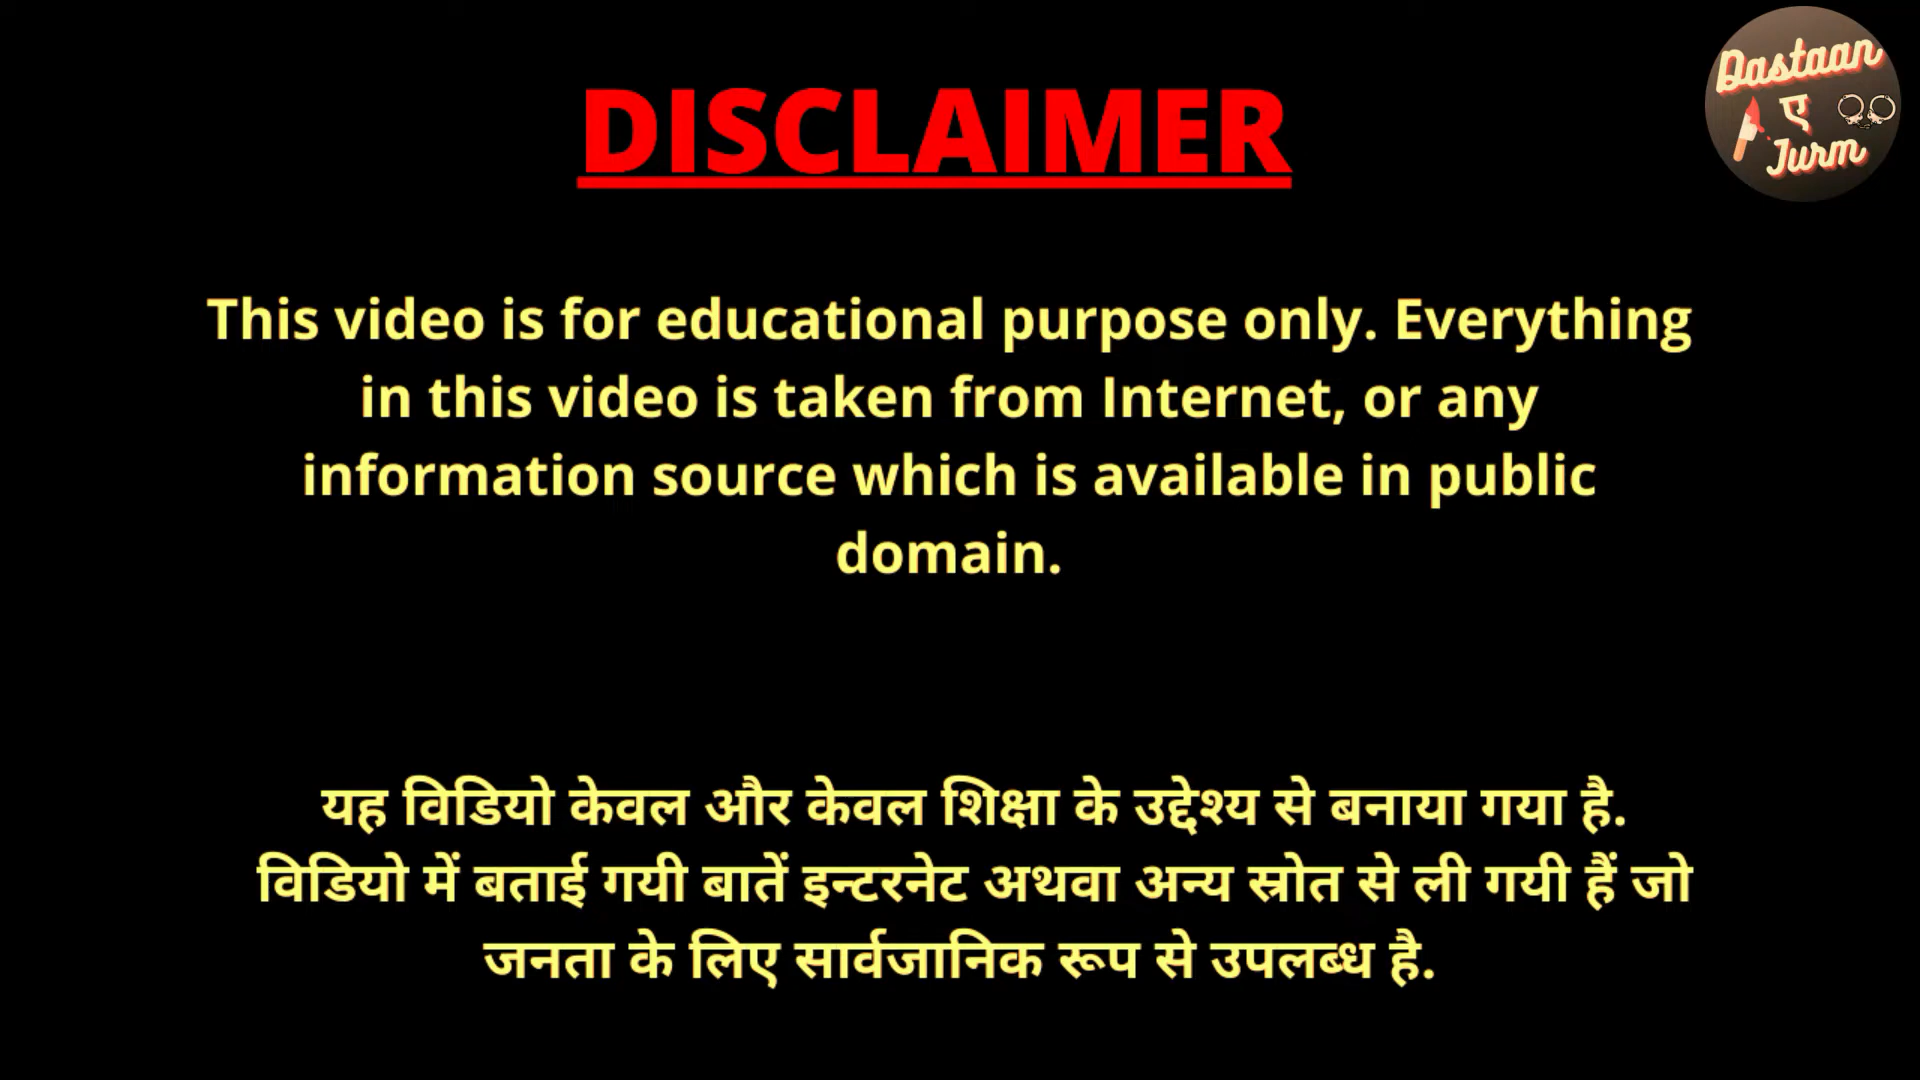 Dastaan
ए
Jurm
DISCLAIMER
This video is for educational purpose only. Everything
in this video is taken from Internet, or any
information source which is available in public
domain.
यह विडियो केवल और केवल शिक्षा के उद्देश्य से बनाया गया है.
विडियो में बताई गयी बातें इन्टरनेट अथवा अन्य स्रोत से ली गयी हैं जो
जनता के लिए सार्वजानिक रूप से उपलब्ध है.